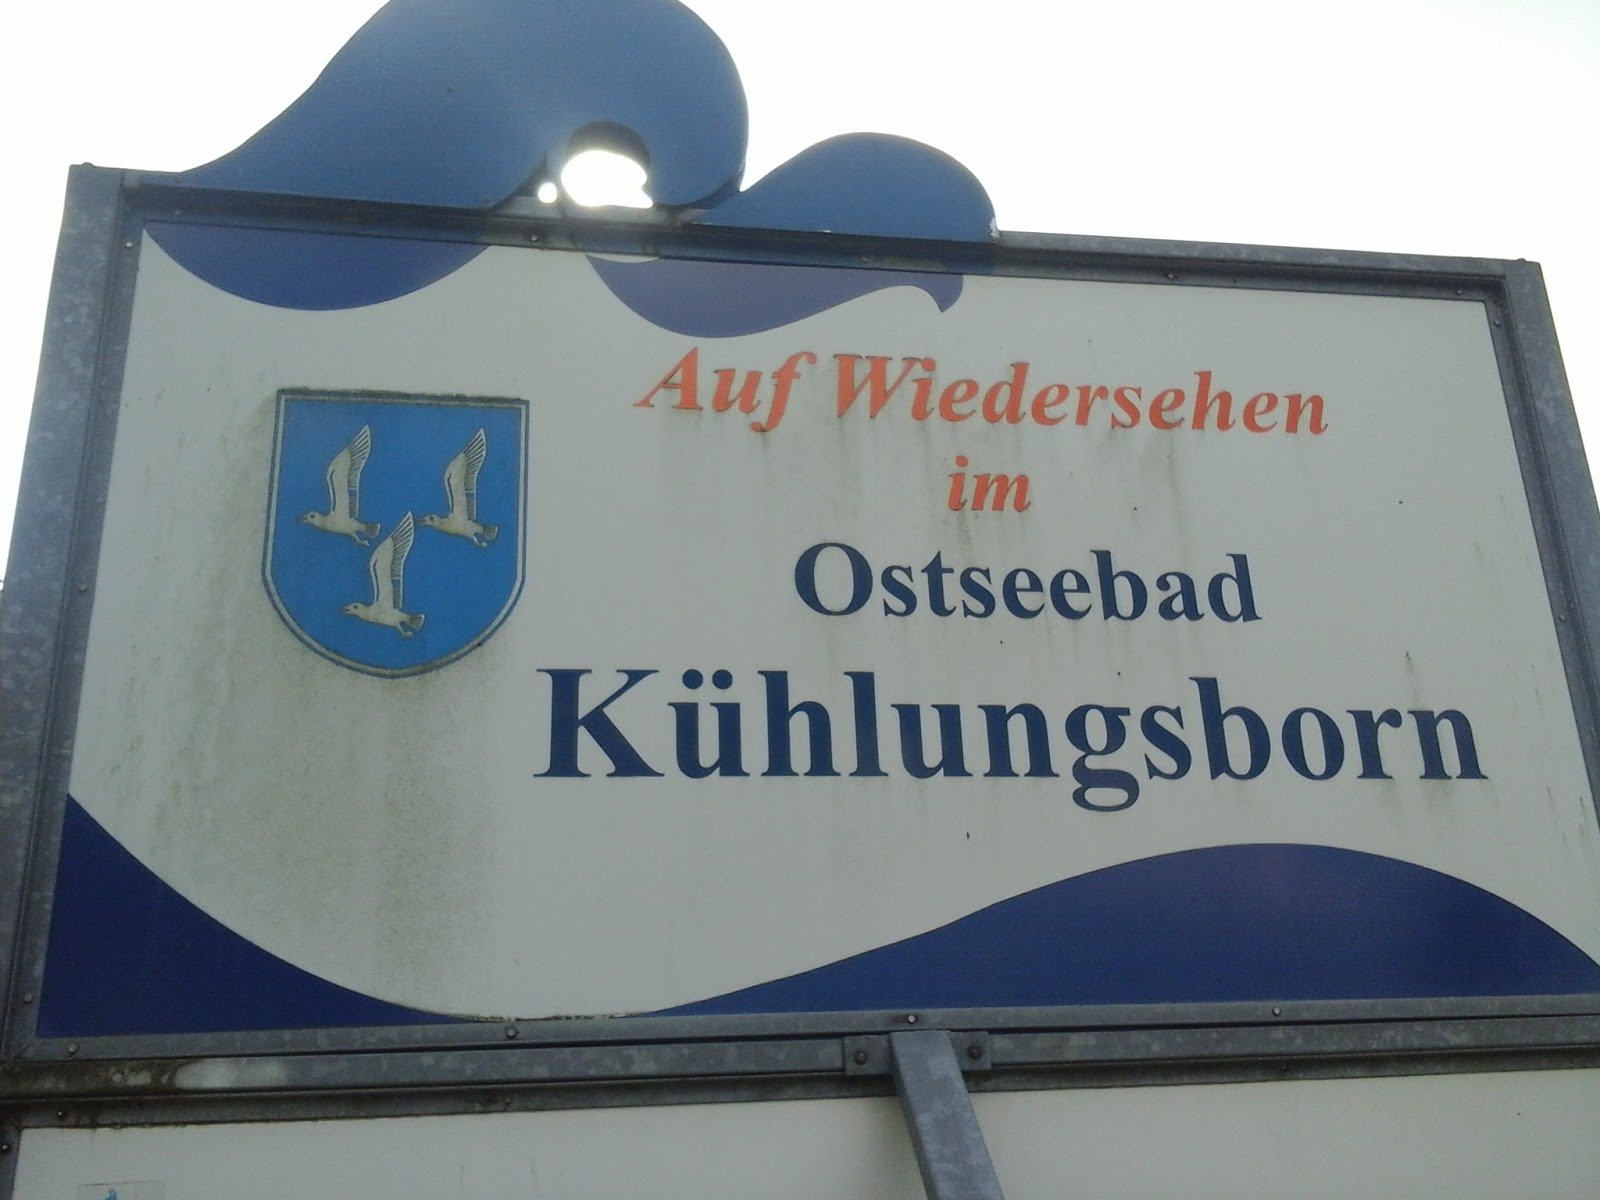 Auf Wiedersehen
im
Ostseebad
Kühlungsborn